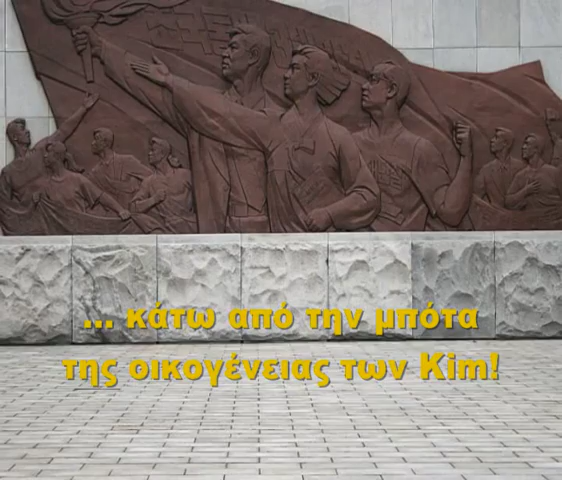 ... κάτω από την μπότα
της οικογένειας των Kim!